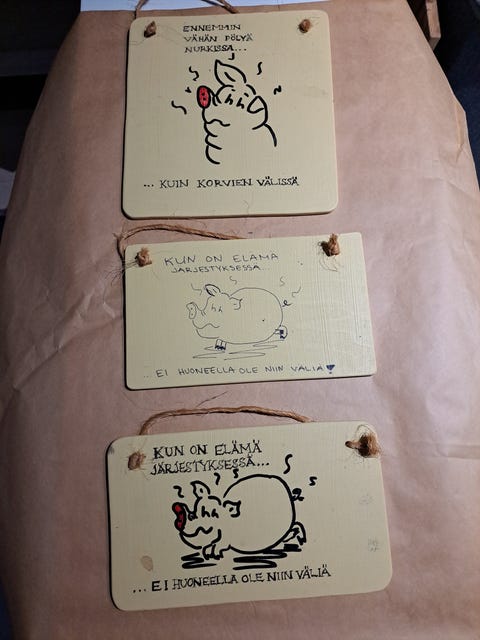 ENNEMMIN
VÄHÄN PÖLYÄ
NURKISSA...
... KUIN KORVIEN VÄLISSÄ
KUN ON ELÄMÄ
JÄRJESTYKSESSÄ...
... EI HUONEELLA OLE NIIN VÄLIÄ!
KUN ON ELÄMÄ
JÄRJESTYKSESSÄ...
... EI HUONEELLA OLE NIIN VÄLIÄ